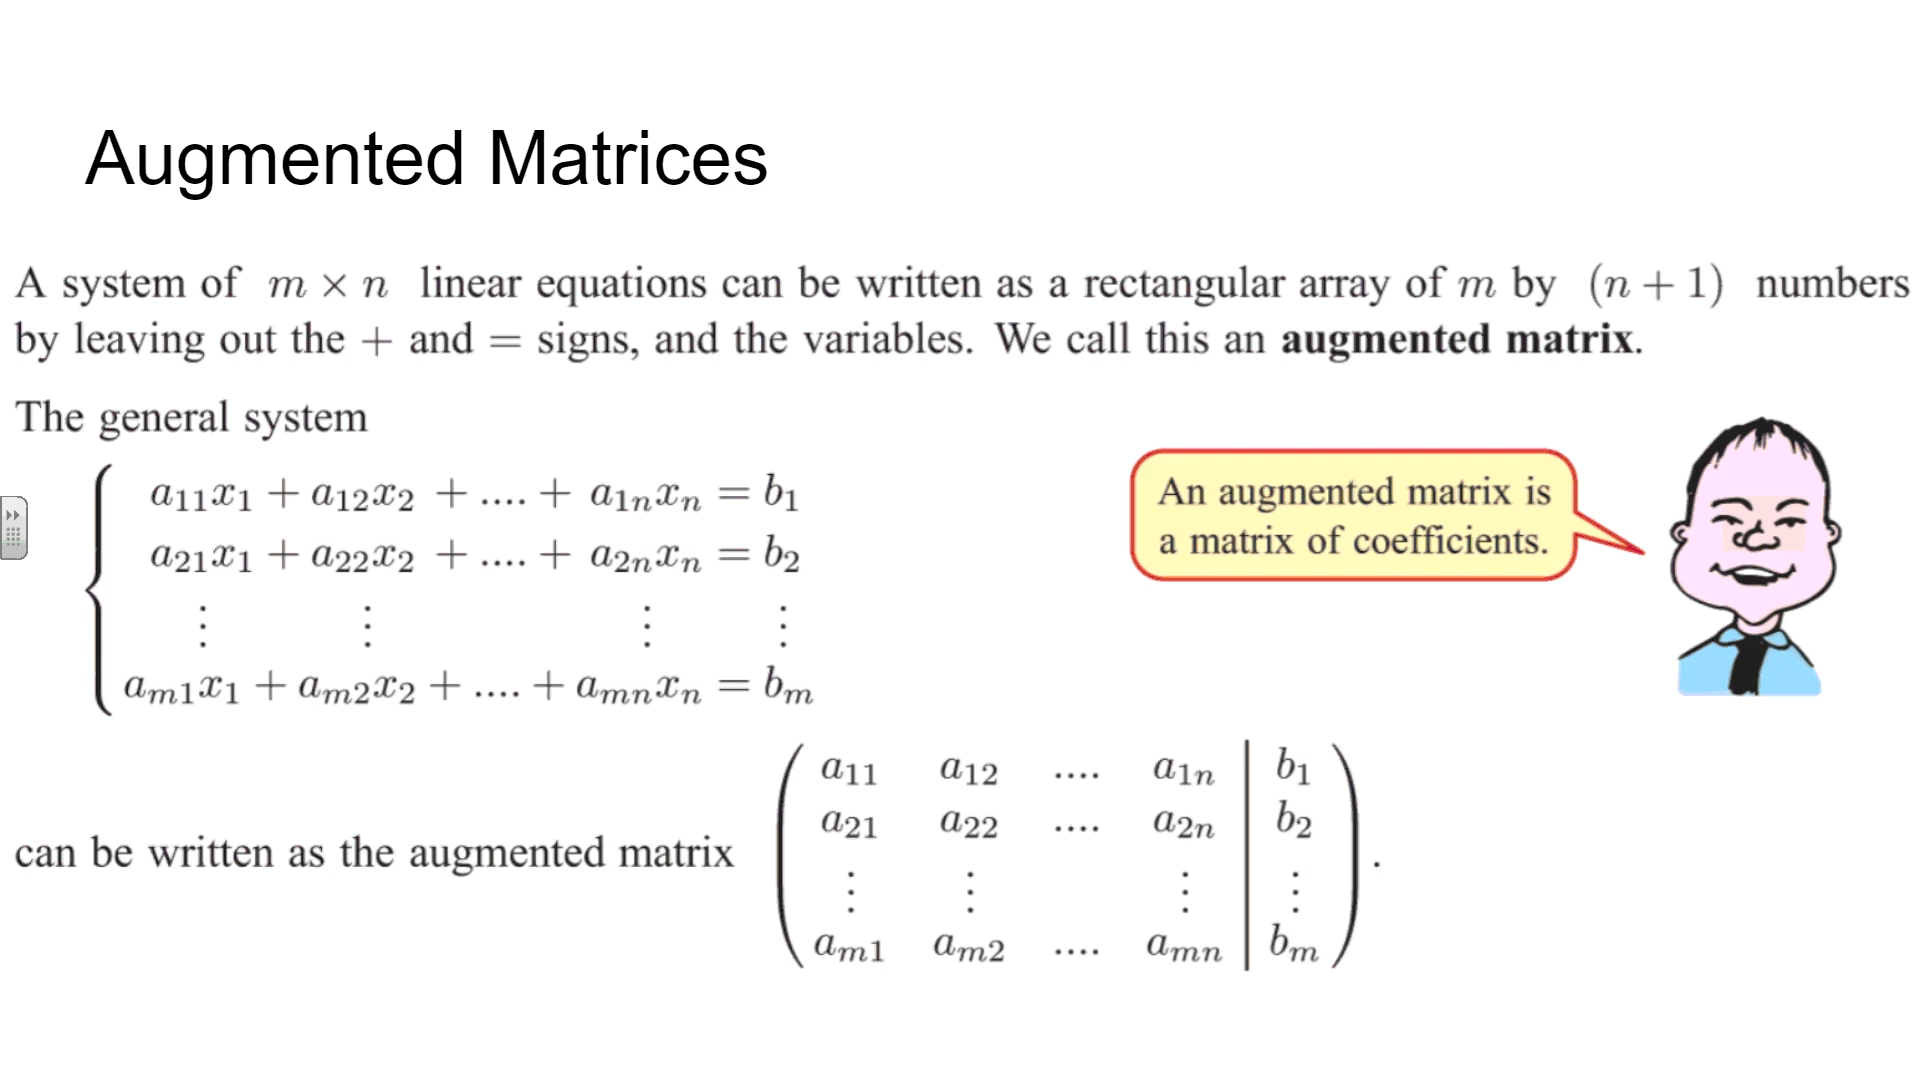 Augmented Matrices
A system of m × n linear equations can be written as a rectangular array of m by (n + 1) numbers
by leaving out the + and = signs, and the variables. We call this an augmented matrix.
The general system
a₁₁x₁ + a₁₂x₂ + .... + a₁ₙxₙ = b₁
a₂₁x₁ + a₂₂x₂ + .... + a₂ₙxₙ = b₂
⋮ ⋮ ⋮ ⋮
aₘ₁x₁ + aₘ₂x₂ + .... + aₘₙxₙ = bₘ
An augmented matrix is
a matrix of coefficients.
can be written as the augmented matrix
a₁₁ a₁₂ .... a₁ₙ | b₁
a₂₁ a₂₂ .... a₂ₙ | b₂
⋮ ⋮ ⋮ | ⋮
aₘ₁ aₘ₂ .... aₘₙ | bₘ .